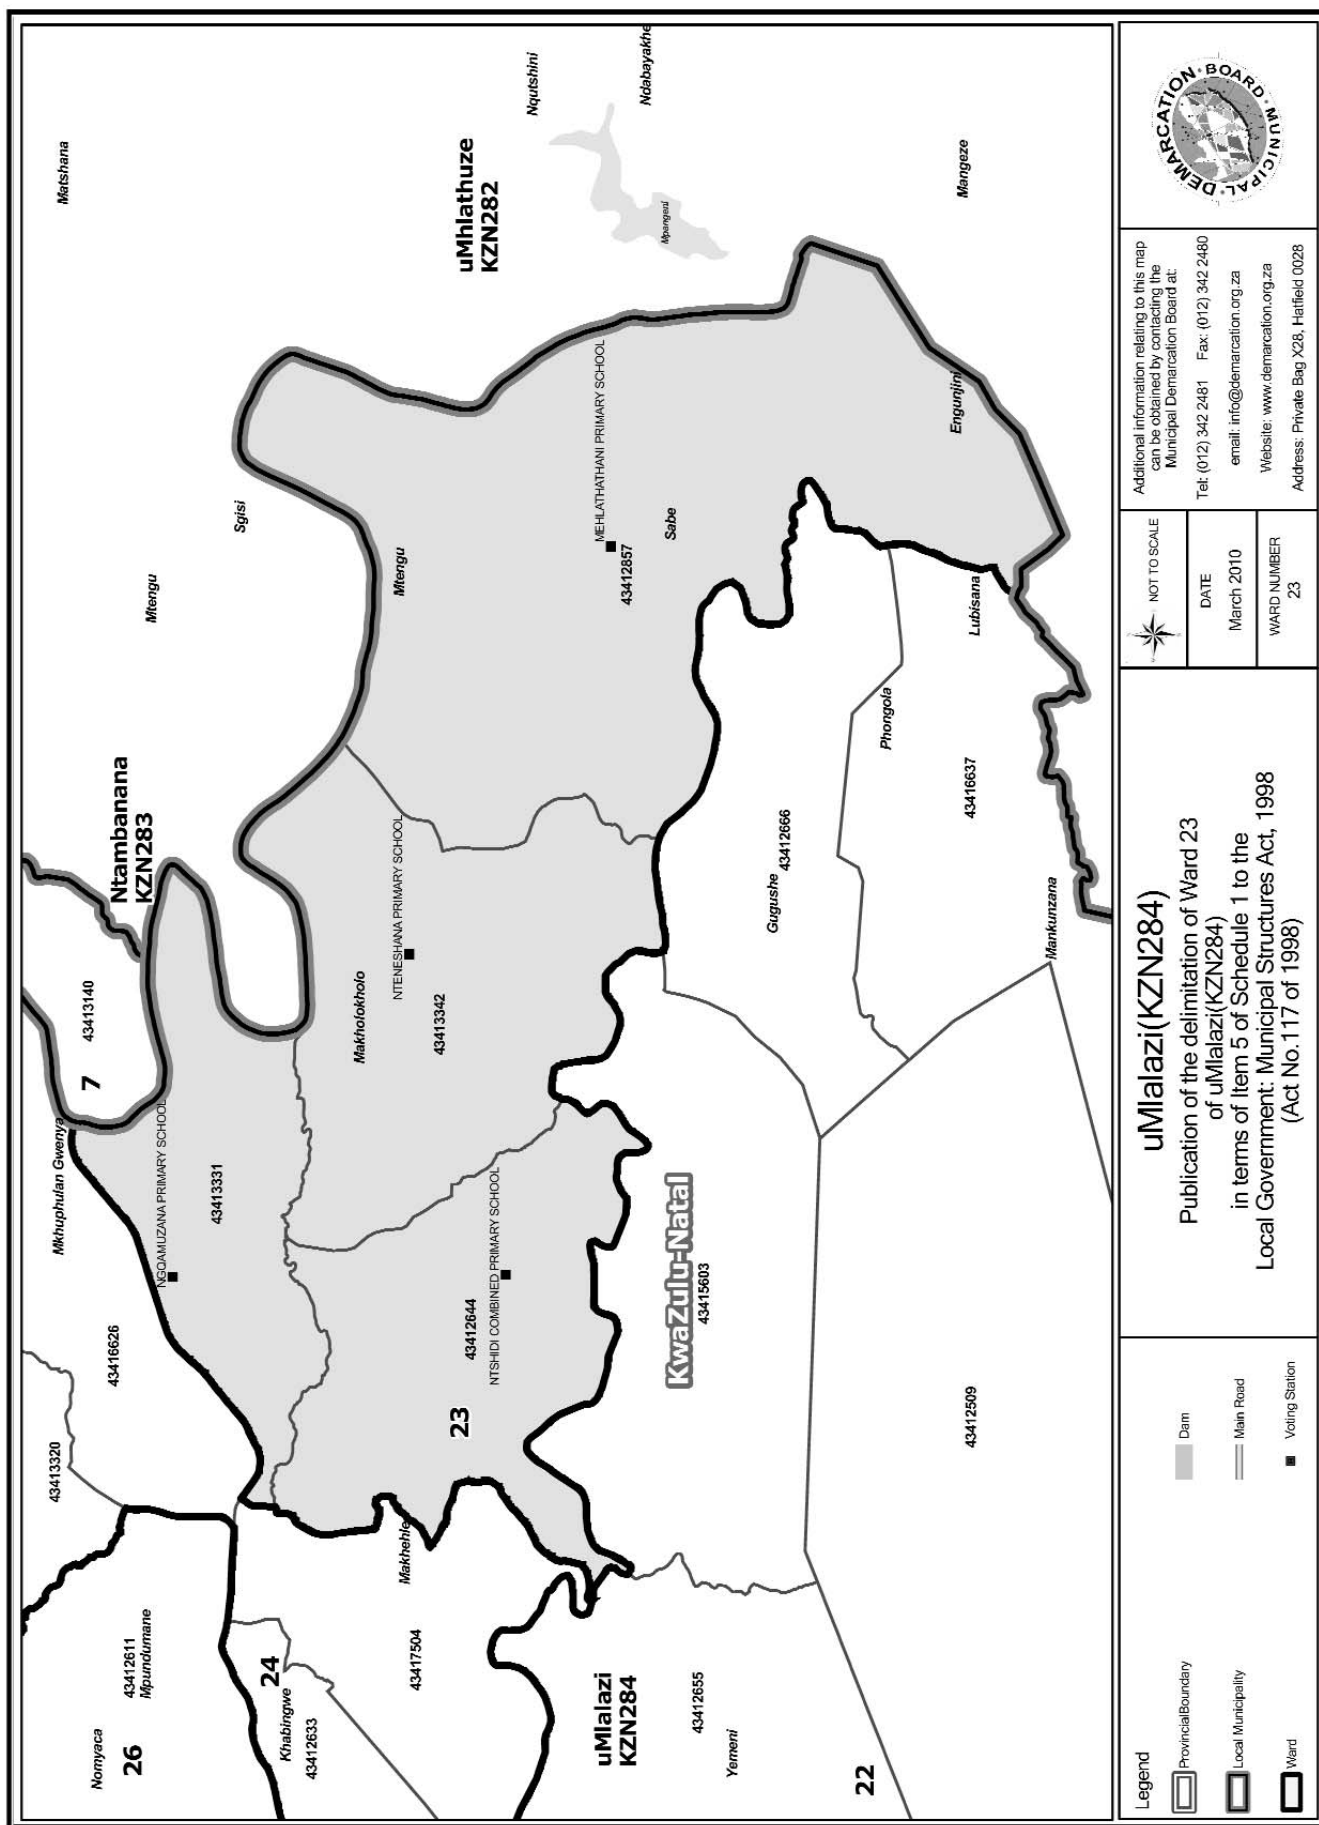 Matshana
Nqutshini
Ndabayakhe
Mpangeni
Mangeze
uMhlathuze
KZN282
Mtengu
Sgisi
Mtengu
MEHLATHATHANI PRIMARY SCHOOL
43412857
Sabe
Engunjini
Lubisana
Ntambanana
KZN283
43413140
7
NTENESHANA PRIMARY SCHOOL
Makholokholo
43413342
Gugushe
43412666
Phongola
43416637
Mankunzana
Mkhuphulan Gwenya
NGQAMUZANA PRIMARY SCHOOL
43413331
43416626
43413320
43412644
NTSHIDI COMBINED PRIMARY SCHOOL
23
KwaZulu-Natal
43415603
43412509
Nomyaca
26
43412611
Mpundumane
24
Khabingwe
43412633
Makhehle
43417504
uMlalazi
KZN284
43412655
Yemeni
22
Legend
ProvincialBoundary
Local Municipality
Ward
Dam
Main Road
Voting Station
uMlalazi(KZN284)
Publication of the delimitation of Ward 23
of uMlalazi(KZN284)
in terms of Item 5 of Schedule 1 to the
Local Government: Municipal Structures Act, 1998
(Act No.117 of 1998)
NOT TO SCALE
DATE
March 2010
WARD NUMBER
23
Additional information relating to this map
can be obtained by contacting the
Municipal Demarcation Board at:
Tel: (012) 342 2481 Fax: (012) 342 2480
email: info@demarcation.org.za
Website: www.demarcation.org.za
Address: Private Bag X28, Hatfield 0028
MUNICIPAL DEMARCATION BOARD